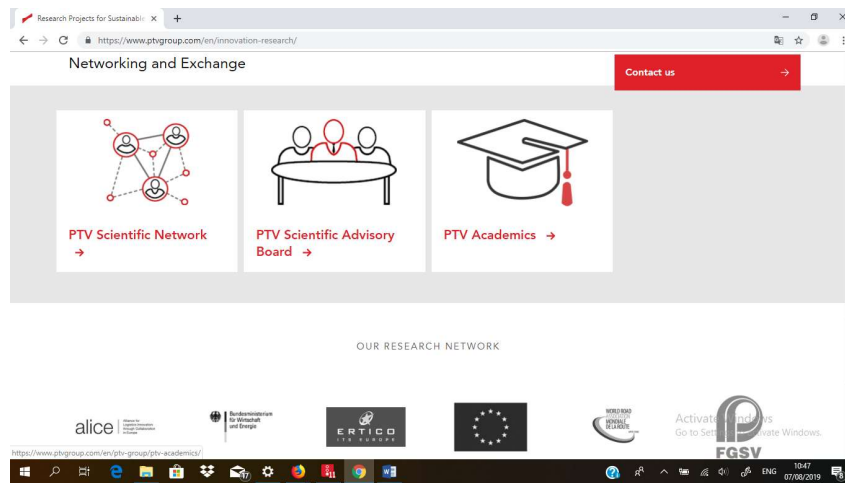 Research Projects for Sustainable
https://www.ptvgroup.com/en/innovation-research/
Networking and Exchange
Contact us →
PTV Scientific Network
→
PTV Scientific Advisory
Board →
PTV Academics →
OUR RESEARCH NETWORK
alice
Bundesministerium
für Wirtschaft
und Energie
ERTICO
ITS EUROPE
WORLD ROAD
ASSOCIATION
MONDIALE
DE LA ROUTE
FGSV
Activate Windows
Go to Settings to activate Windows.
https://www.ptvgroup.com/en/ptv-group/ptv-academics/
ENG
10:47
07/08/2019